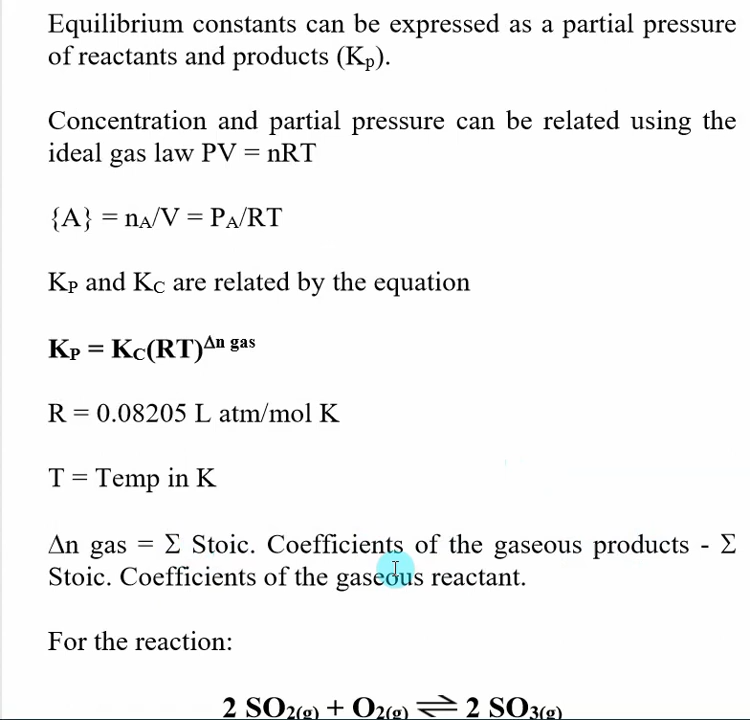 Equilibrium constants can be expressed as a partial pressure
of reactants and products (Kp).
Concentration and partial pressure can be related using the
ideal gas law PV = nRT
{A} = nA/V = PA/RT
KP and KC are related by the equation
KP = KC(RT)Δn gas
R = 0.08205 L atm/mol K
T = Temp in K
Δn gas = Σ Stoic. Coefficients of the gaseous products - Σ
Stoic. Coefficients of the gaseous reactant.
For the reaction:
2 SO2(g) + O2(g) ⇌ 2 SO3(g)